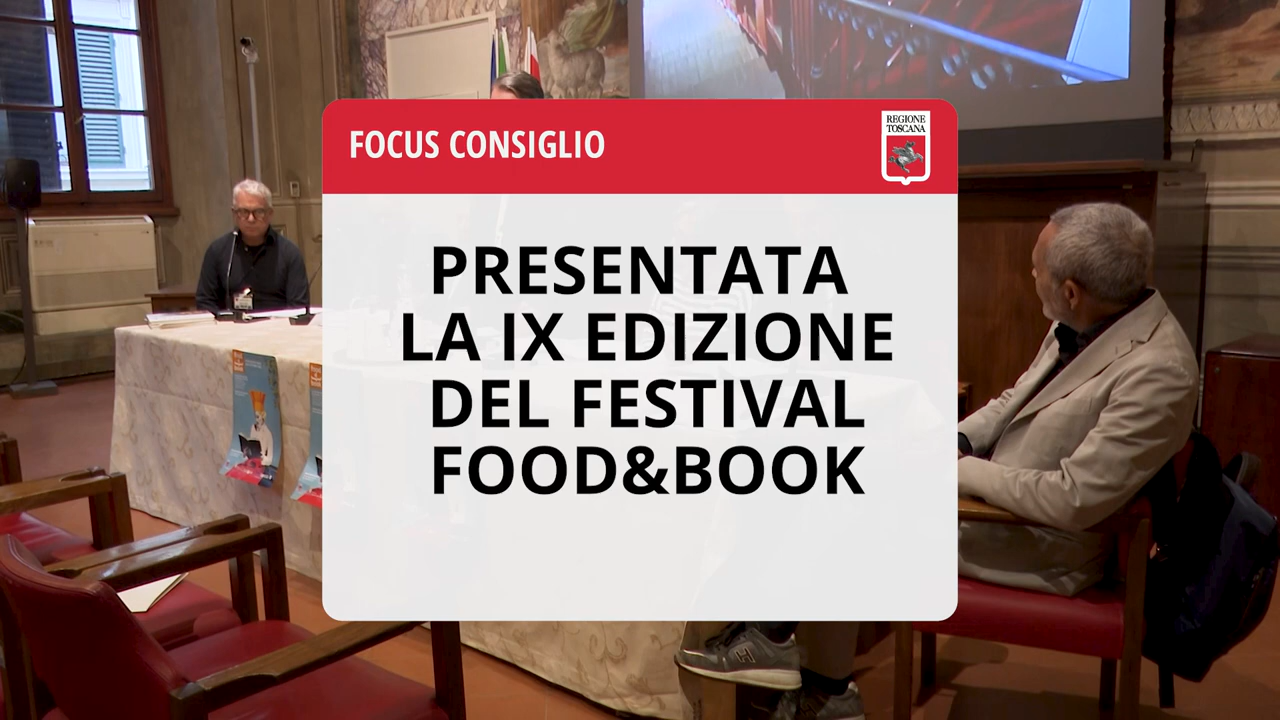 FOCUS CONSIGLIO
REGIONE
TOSCANA
PRESENTATA
LA IX EDIZIONE
DEL FESTIVAL
FOOD&BOOK